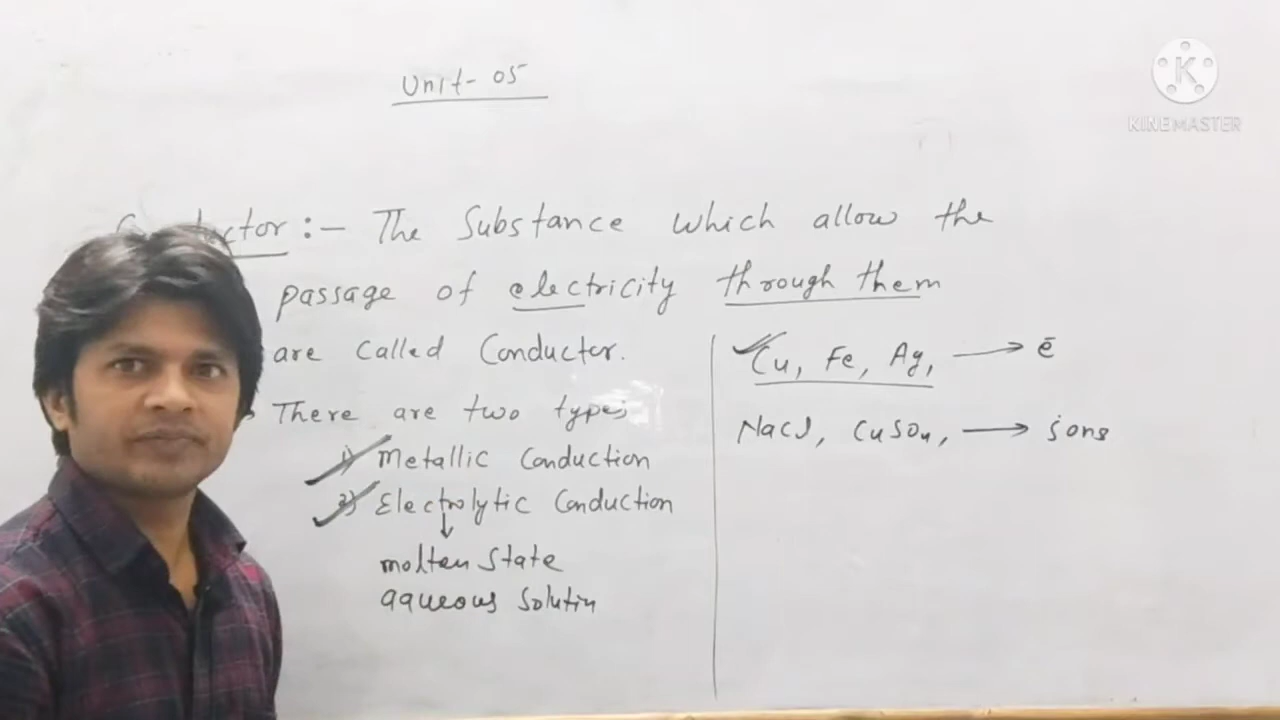 Unit-05
KINEMASTER
Conductor :- The Substance which allow the
passage of electricity through them
are called Conductor.
There are two types
1) Metallic Conduction
2) Electrolytic Conduction
↓
molten state
aqueous solutin
Cu, Fe, Ag, → ē
NaCl, CuSO₄, → ions